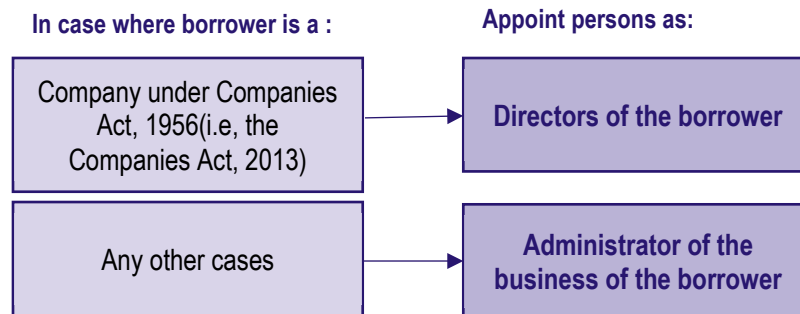 In case where borrower is a :
Appoint persons as:
Company under Companies
Act, 1956(i.e, the
Companies Act, 2013)
Directors of the borrower
Any other cases
Administrator of the
business of the borrower